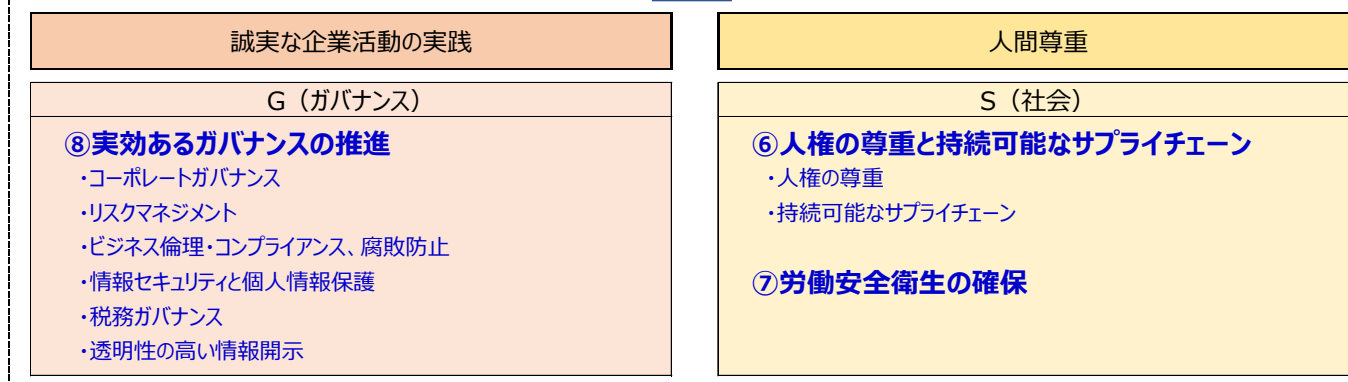 誠実な企業活動の実践
G（ガバナンス）
⑧実効あるガバナンスの推進
・コーポレートガバナンス
・リスクマネジメント
・ビジネス倫理・コンプライアンス、腐敗防止
・情報セキュリティと個人情報保護
・税務ガバナンス
・透明性の高い情報開示
人間尊重
S（社会）
⑥人権の尊重と持続可能なサプライチェーン
・人権の尊重
・持続可能なサプライチェーン
⑦労働安全衛生の確保